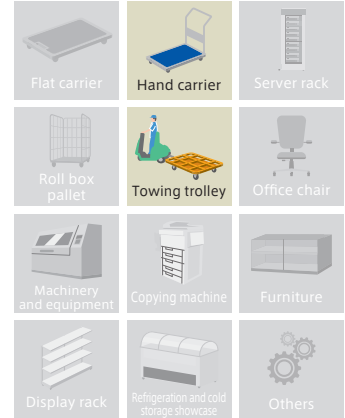 Flat carrier
Hand carrier
Server rack
Roll box
pallet
Towing trolley
Office chair
Machinery
and equipment
Copying machine
Furniture
Display rack
Refrigeration and cold
storage showcase
Others